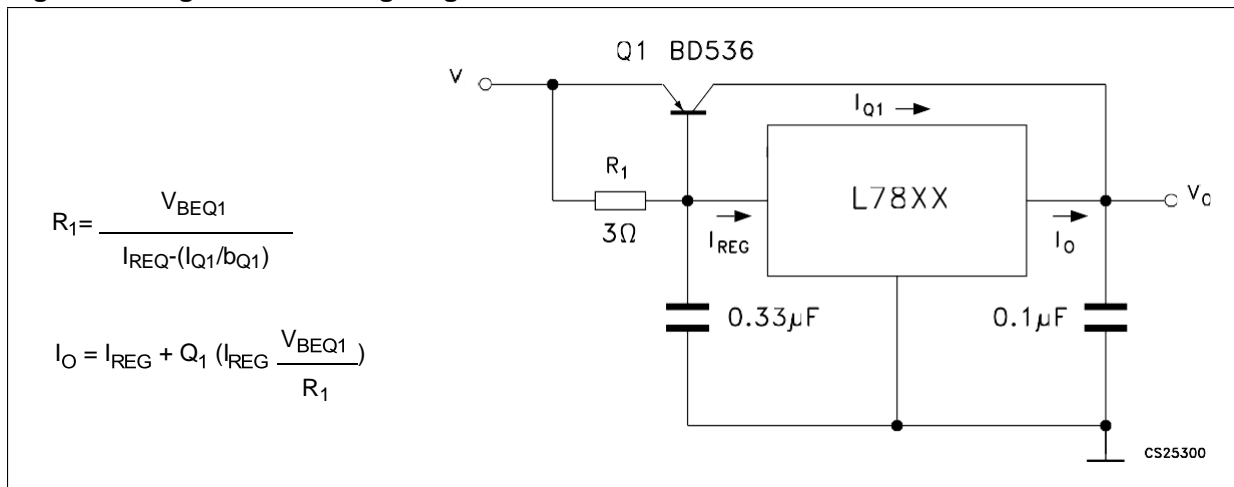 Q1 BD536
V
I_Q1
R_1
3Ω
I_REG
L78XX
I_O
V_O
0.33µF
0.1µF
CS25300
R_1= V_BEQ1 / I_REQ-(I_Q1/b_Q1)
I_O = I_REG + Q_1 (I_REG V_BEQ1 / R_1)